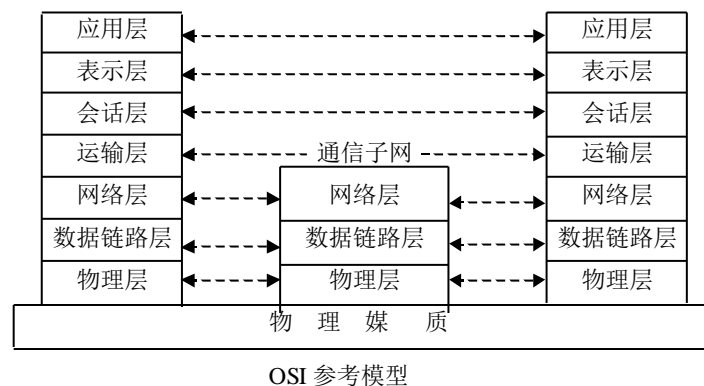 应用层 应用层
表示层 表示层
会话层 会话层
运输层 通信子网 运输层
网络层 网络层 网络层
数据链路层 数据链路层 数据链路层
物理层 物理层 物理层
物 理 媒 质
OSI 参考模型